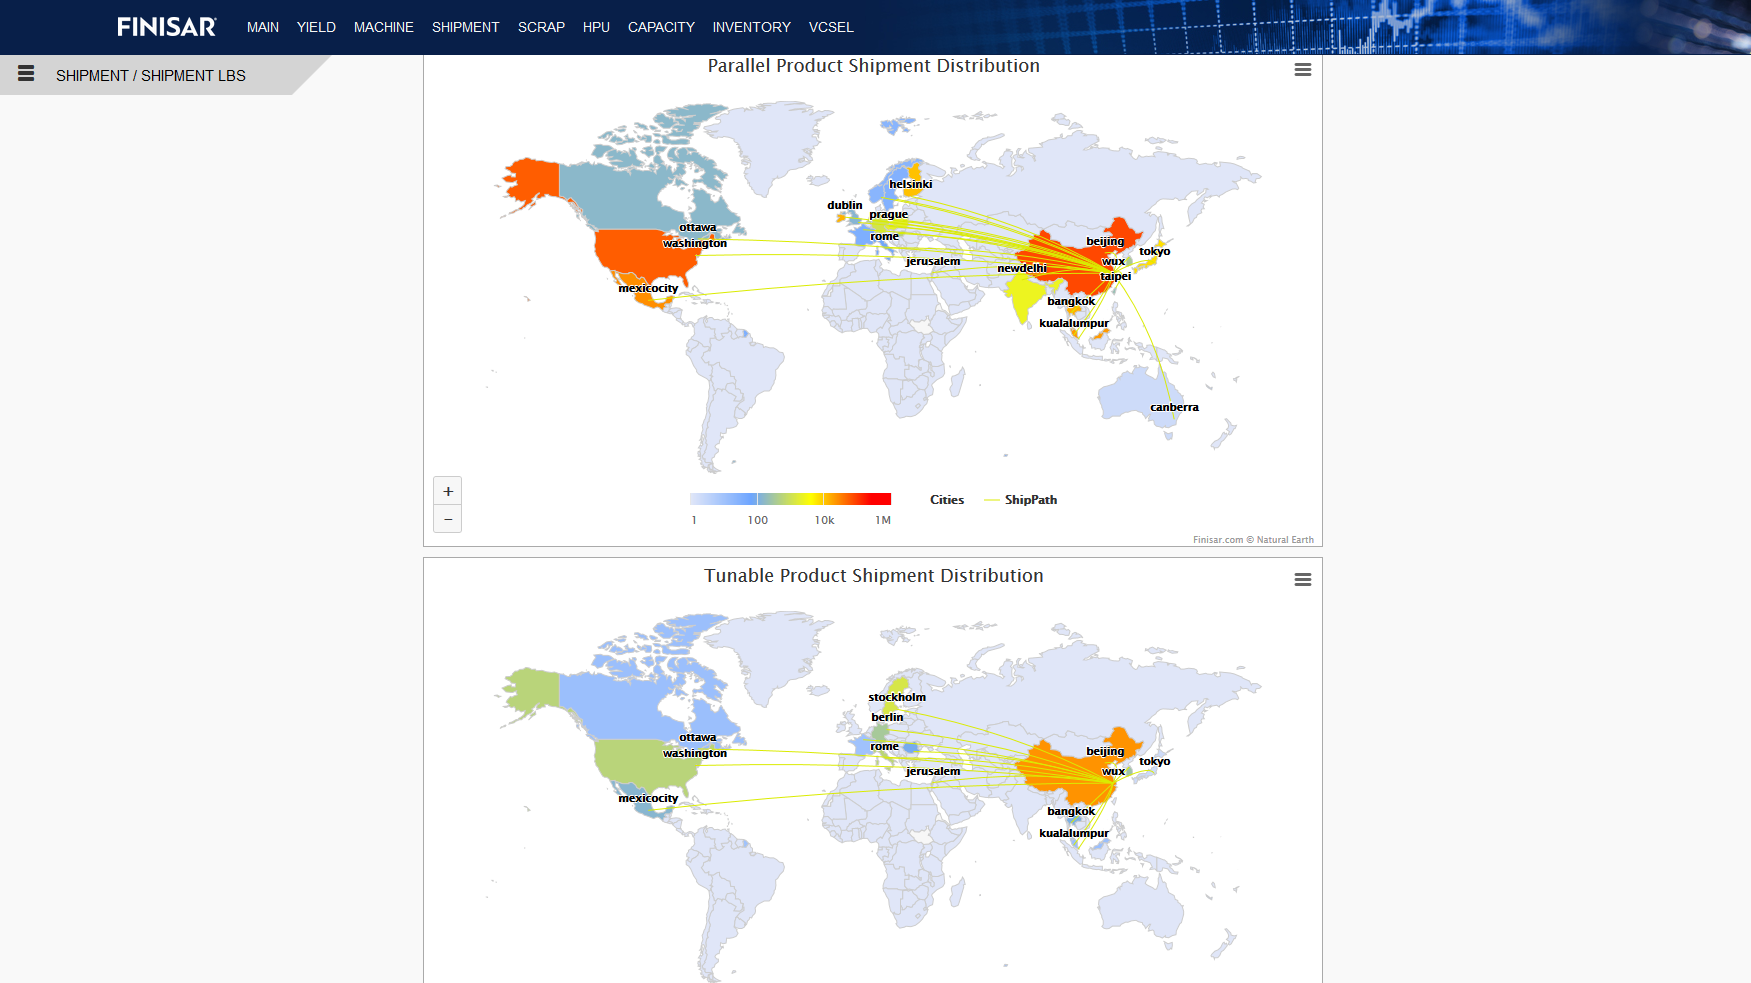 FINISAR MAIN YIELD MACHINE SHIPMENT SCRAP HPU CAPACITY INVENTORY VCSEL
SHIPMENT / SHIPMENT LBS
Parallel Product Shipment Distribution
helsinki
dublin
prague
ottawa
rome
washington
beijing
tokyo
jerusalem
wux
newdelhi
taipei
mexicocity
bangkok
kualalumpur
canberra
+
−
1 100 10k 1M
Cities ShipPath
Finisar.com © Natural Earth
Tunable Product Shipment Distribution
stockholm
berlin
ottawa
rome
washington
beijing
tokyo
jerusalem
wux
mexicocity
bangkok
kualalumpur